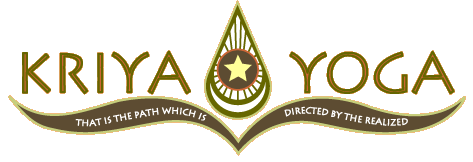 KRIYA YOGA
THAT IS THE PATH WHICH IS DIRECTED BY THE REALIZED